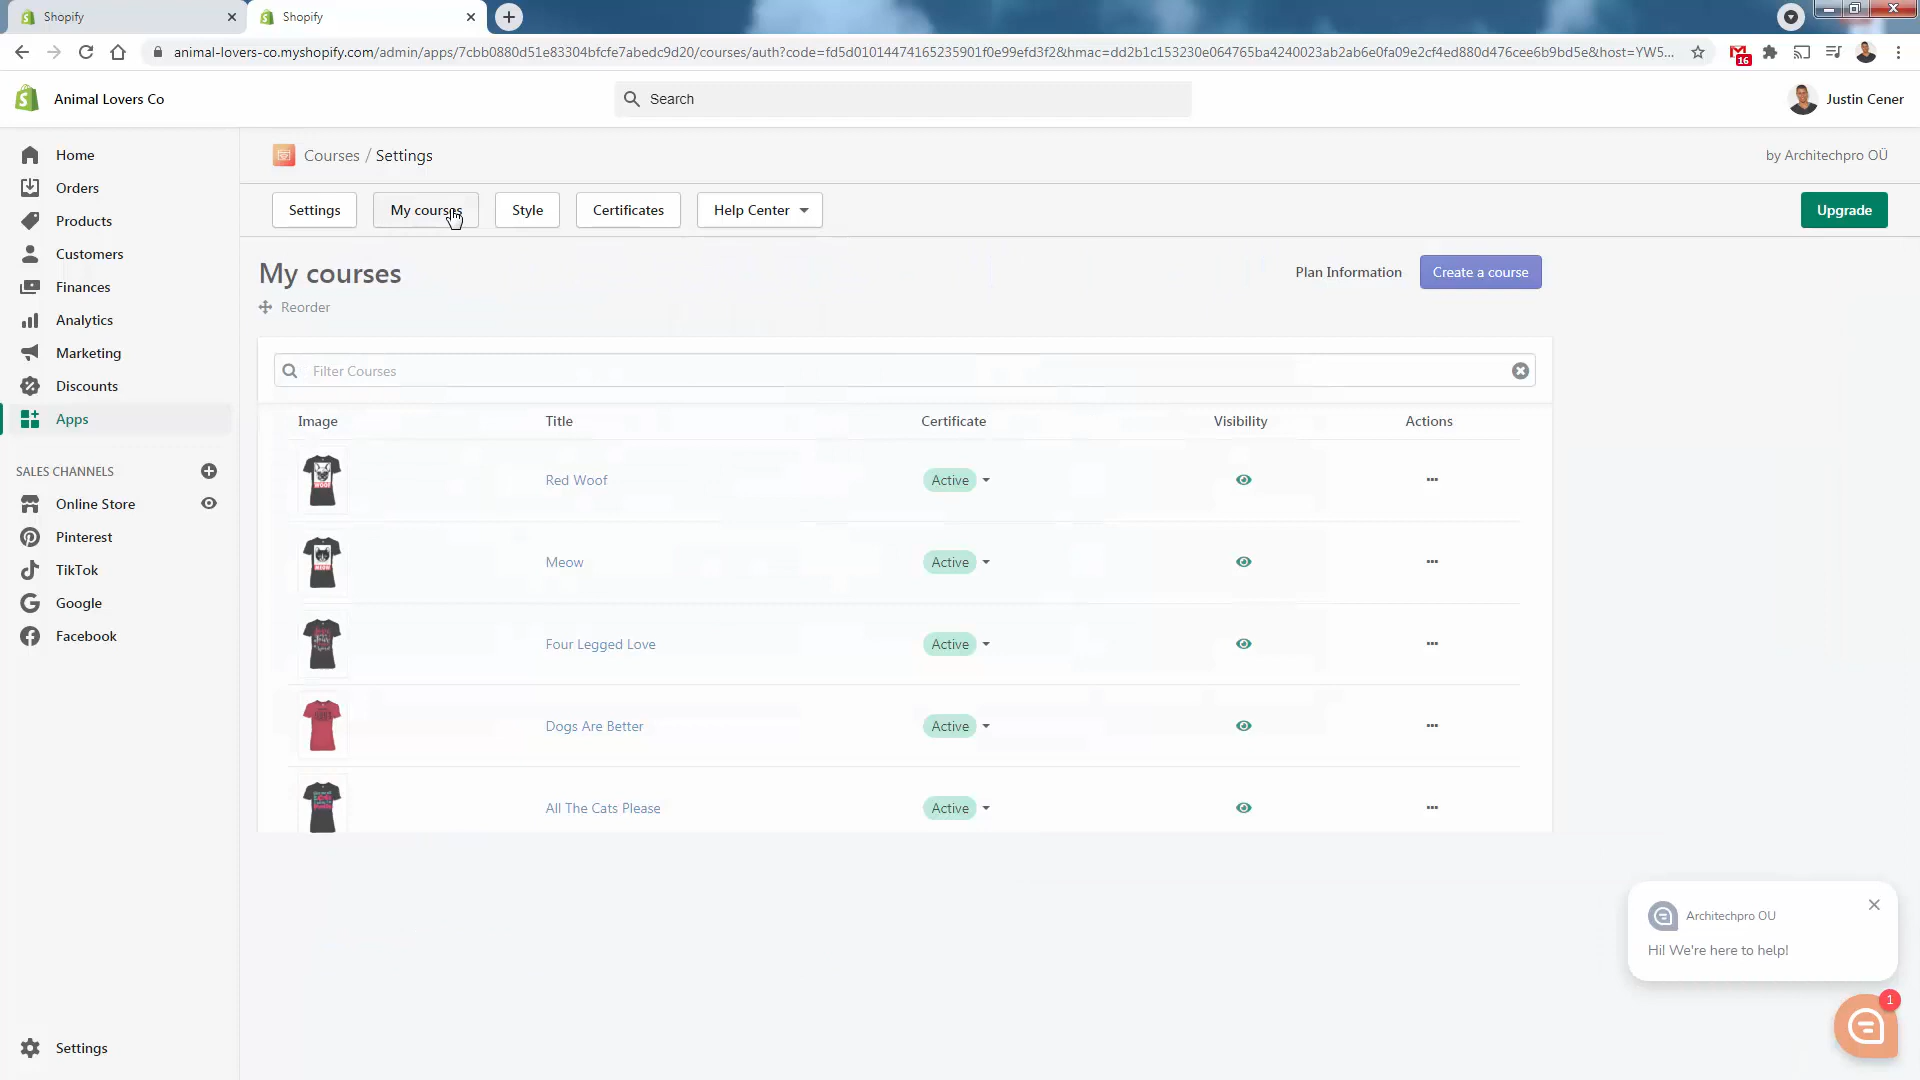 Shopify
Shopify
animal-lovers-co.myshopify.com/admin/apps/7cbb0880d51e83304bfcfe7abedc9d20/courses/auth?code=fd5d01014474165235901f0e99efd3f2&hmac=dd2b1c153230e064765ba4240023ab2ab6e0fa09e2cf4ed880d476cee6b9bd5e&host=YW5...
16
Animal Lovers Co
Search
Justin Cener
Home
Orders
Products
Customers
Finances
Analytics
Marketing
Discounts
Apps
SALES CHANNELS
Online Store
Pinterest
TikTok
Google
Facebook
Settings
Courses / Settings
by Architechpro OÜ
Settings
My courses
Style
Certificates
Help Center
Upgrade
My courses
Plan Information
Create a course
Reorder
Filter Courses
Image Title Certificate Visibility Actions
WOOF
Red Woof
Active
MEOW
Meow
Active
Four Legged Love
Active
Dogs Are Better
Active
All The Cats Please
Active
Architechpro OU
Hi! We're here to help!
1